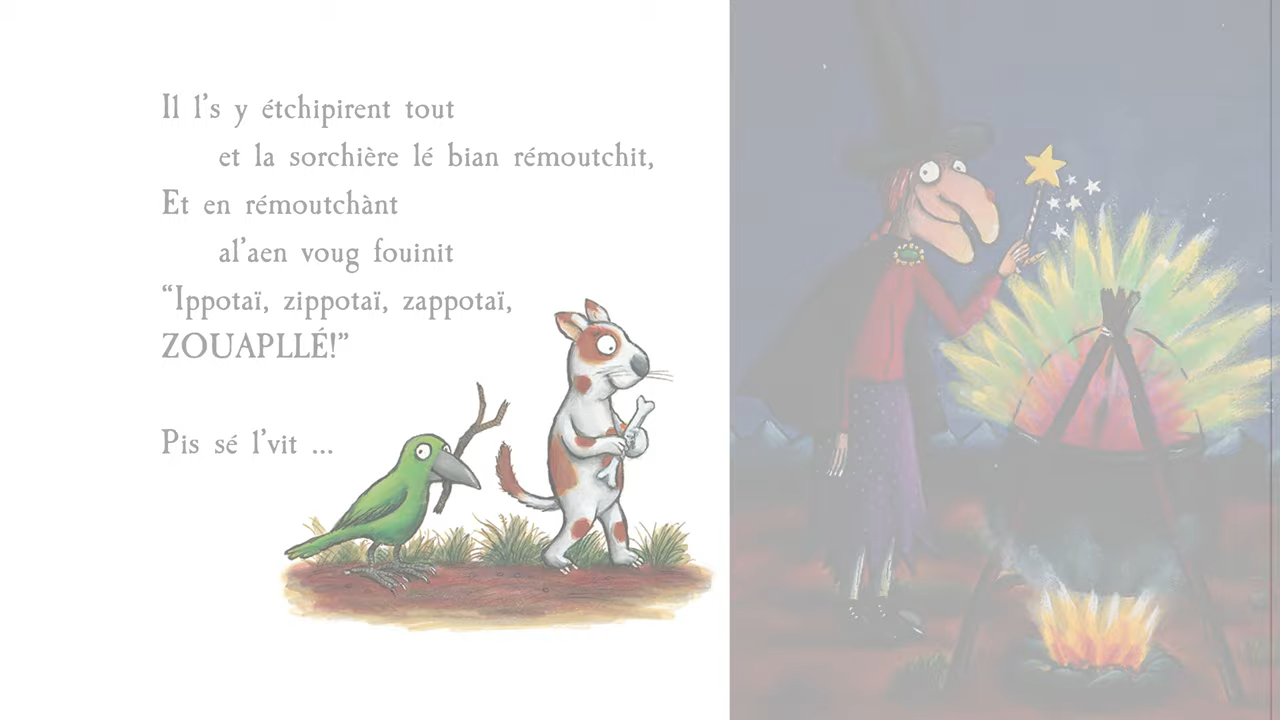 Il l's y étchipirent tout
et la sorchière lé bian rémoutchit,
Et en rémoutchànt
al'aen voug fouinit
“Ippotaï, zippotaï, zappotaï,
ZOUAPLLÉ!”
Pis sé l'vit ...